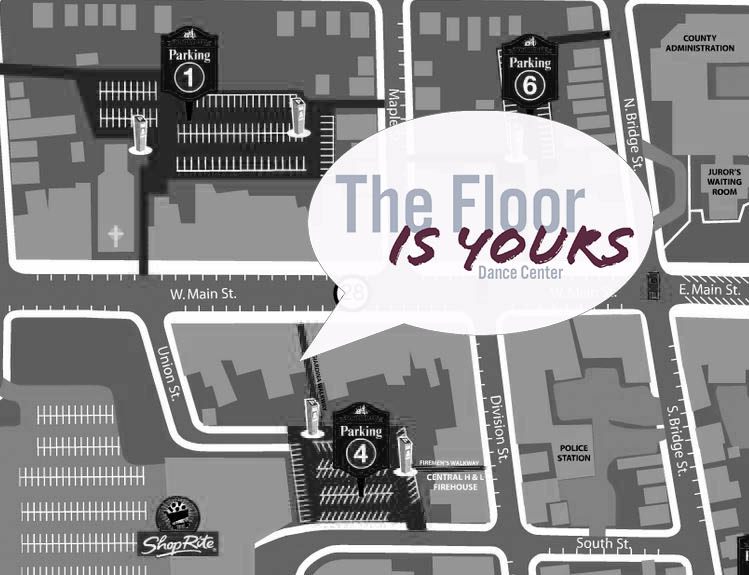 COUNTY
ADMINISTRATION
Parking
1
Parking
6
Maple
N. Bridge St.
JUROR'S
WAITING
ROOM
The Floor
IS YOURS
Dance Center
W. Main St.
28
W. Main St.
E. Main St.
Union St.
WALKWAY
Parking
4
Division St.
S. Bridge St.
POLICE
STATION
FIREMEN'S WALKWAY
CENTRAL H & L
FIREHOUSE
ShopRite
South St.